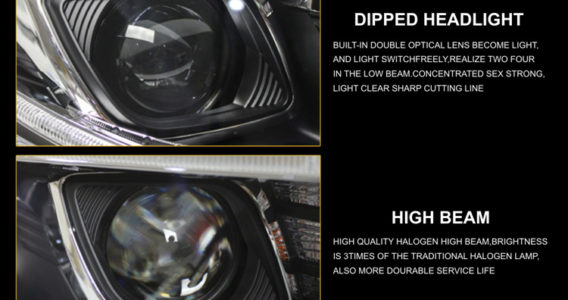 DIPPED HEADLIGHT
BUILT-IN DOUBLE OPTICAL LENS BECOME LIGHT,
AND LIGHT SWITCHFREELY,REALIZE TWO FOUR
IN THE LOW BEAM.CONCENTRATED SEX STRONG,
LIGHT CLEAR SHARP CUTTING LINE
HIGH BEAM
HIGH QUALITY HALOGEN HIGH BEAM,BRIGHTNESS
IS 3TIMES OF THE TRADITIONAL HALOGEN LAMP,
ALSO MORE DOURABLE SERVICE LIFE